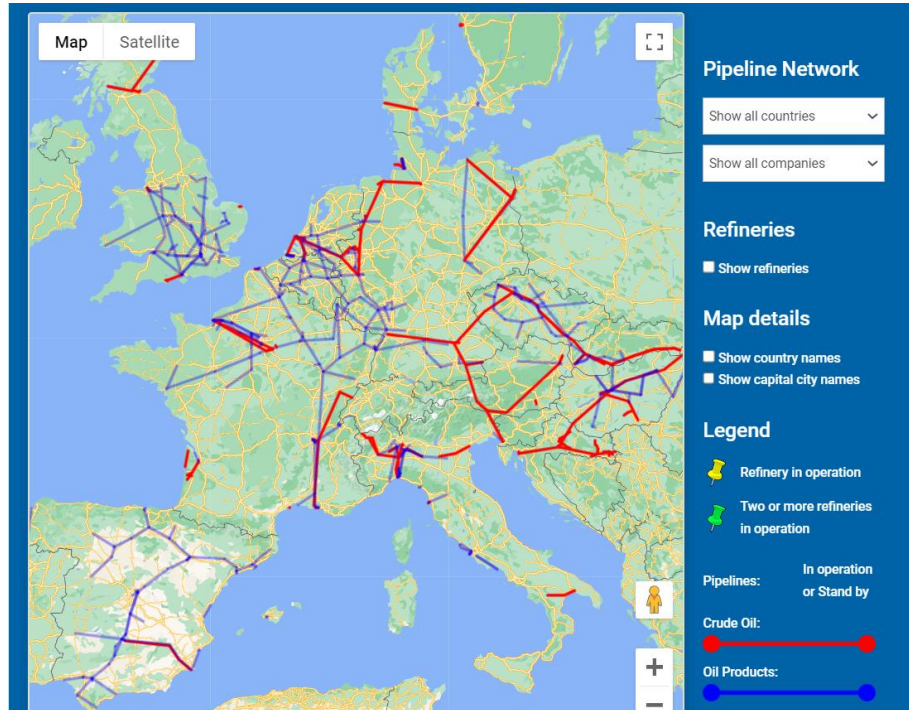 Map
Satellite
Pipeline Network
Show all countries
Show all companies
Refineries
Show refineries
Map details
Show country names
Show capital city names
Legend
Refinery in operation
Two or more refineries
in operation
Pipelines:
In operation
or Stand by
Crude Oil:
Oil Products: